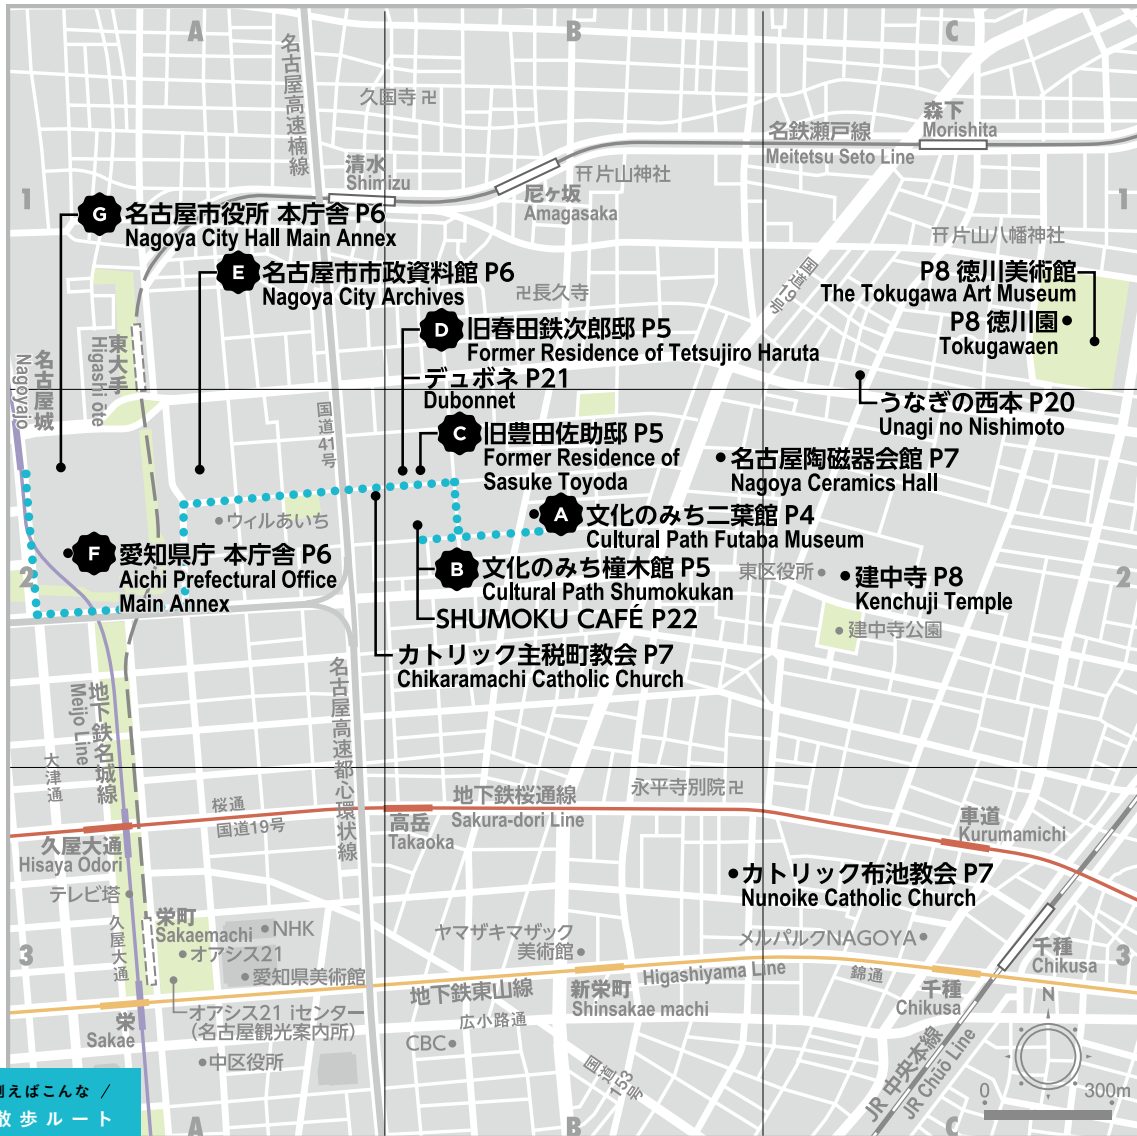 A
B
C
名古屋高速楠線
久国寺
森下
Morishita
名鉄瀬戸線
Meitetsu Seto Line
清水
Shimizu
片山神社
尼ヶ坂
Amagasaka
1
1
G 名古屋市役所 本庁舎 P6
Nagoya City Hall Main Annex
片山八幡神社
E 名古屋市市政資料館 P6
Nagoya City Archives
国道19号
P8 徳川美術館
The Tokugawa Art Museum
長久寺
P8 徳川園
Tokugawaen
D 旧春田鉄次郎邸 P5
Former Residence of Tetsujiro Haruta
東大手
Higashi ote
名古屋城
Nagoyajo
デュボネ P21
Dubonnet
うなぎの西本 P20
Unagi no Nishimoto
国道41号
C 旧豊田佐助邸 P5
Former Residence of
Sasuke Toyoda
名古屋陶磁器会館 P7
Nagoya Ceramics Hall
ウィルあいち
A 文化のみち二葉館 P4
Cultural Path Futaba Museum
F 愛知県庁 本庁舎 P6
Aichi Prefectural Office
Main Annex
2
2
B 文化のみち橦木館 P5
Cultural Path Shumokukan
東区役所
建中寺 P8
Kenchuji Temple
SHUMOKU CAFÉ P22
建中寺公園
カトリック主税町教会 P7
Chikaramachi Catholic Church
名古屋高速都心環状線
地下鉄名城線
Meijo Line
大津通
桜通
国道19号
地下鉄桜通線
Sakura-dori Line
永平寺別院
高岳
Takaoka
車道
Kurumamichi
久屋大通
Hisaya Odori
カトリック布池教会 P7
Nunoike Catholic Church
テレビ塔
久屋大通
栄町
Sakaemachi
NHK
オアシス21
愛知県美術館
ヤマザキマザック
美術館
メルパルクNAGOYA
3
3
千種
Chikusa
Higashiyama Line
錦通
地下鉄東山線
新栄町
Shinsakae machi
千種
Chikusa
N
オアシス21 iセンター
(名古屋観光案内所)
栄
Sakae
広小路通
CBC
中区役所
国道153号
JR 中央本線
JR Chūō Line
0
300m
例えばこんな /
散歩ルート
A
B
C